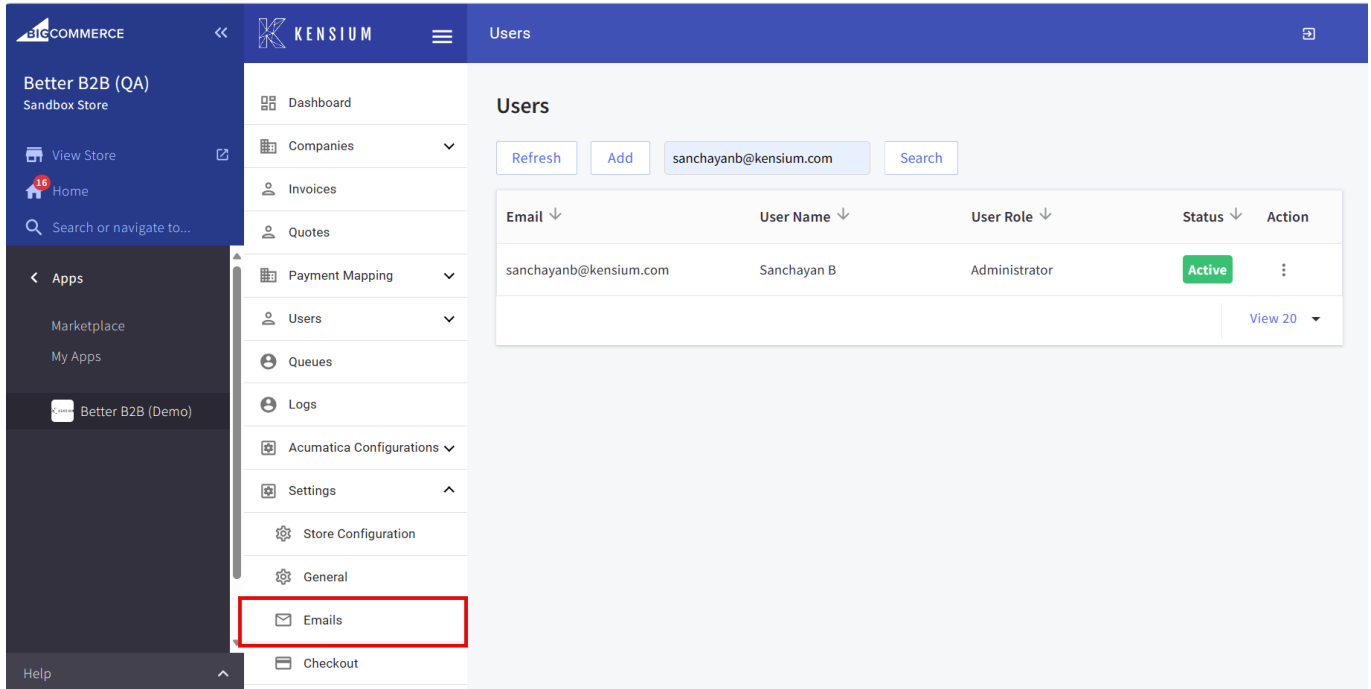 BIGCOMMERCE
Better B2B (QA)
Sandbox Store
View Store
16
Home
Search or navigate to...
Apps
Marketplace
My Apps
Better B2B (Demo)
Help
KENSIUM
Dashboard
Companies
Invoices
Quotes
Payment Mapping
Users
Queues
Logs
Acumatica Configurations
Settings
Store Configuration
General
Emails
Checkout
Users
Users
Refresh Add sanchayanb@kensium.com Search
Email User Name User Role Status Action
sanchayanb@kensium.com Sanchayan B Administrator Active
View 20